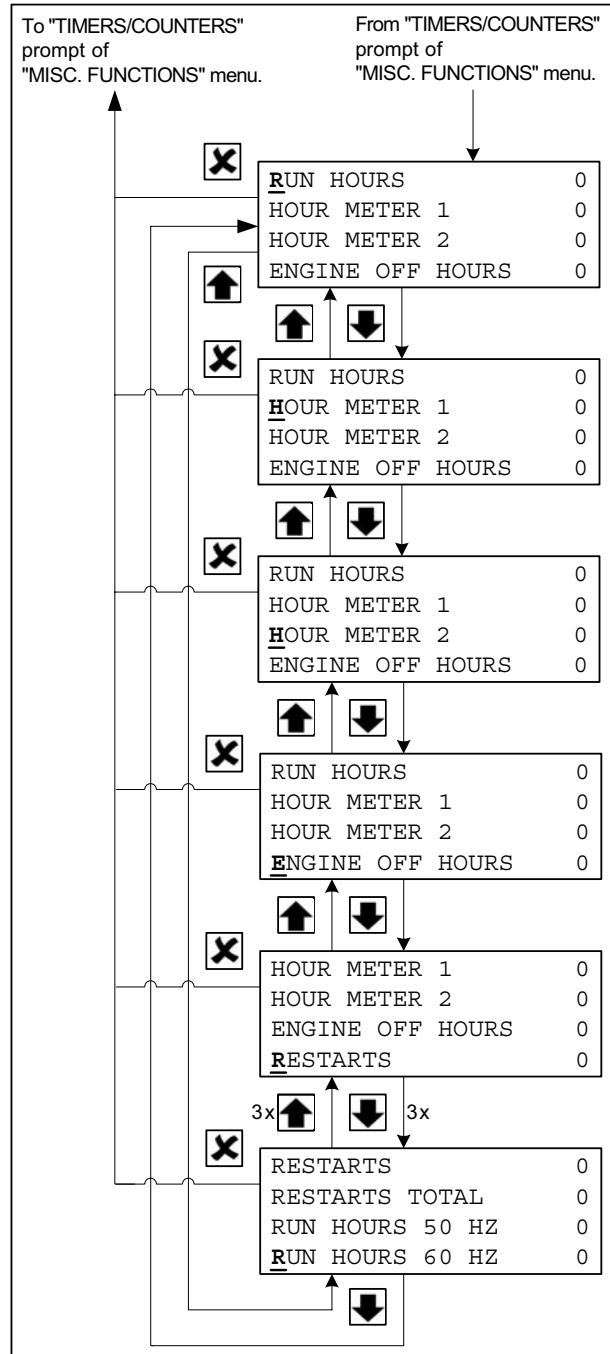 To "TIMERS/COUNTERS"
prompt of
"MISC. FUNCTIONS" menu.
From "TIMERS/COUNTERS"
prompt of
"MISC. FUNCTIONS" menu.
RUN HOURS 0
HOUR METER 1 0
HOUR METER 2 0
ENGINE OFF HOURS 0
RUN HOURS 0
HOUR METER 1 0
HOUR METER 2 0
ENGINE OFF HOURS 0
RUN HOURS 0
HOUR METER 1 0
HOUR METER 2 0
ENGINE OFF HOURS 0
RUN HOURS 0
HOUR METER 1 0
HOUR METER 2 0
ENGINE OFF HOURS 0
HOUR METER 1 0
HOUR METER 2 0
ENGINE OFF HOURS 0
RESTARTS 0
3x 3x
RESTARTS 0
RESTARTS TOTAL 0
RUN HOURS 50 HZ 0
RUN HOURS 60 HZ 0